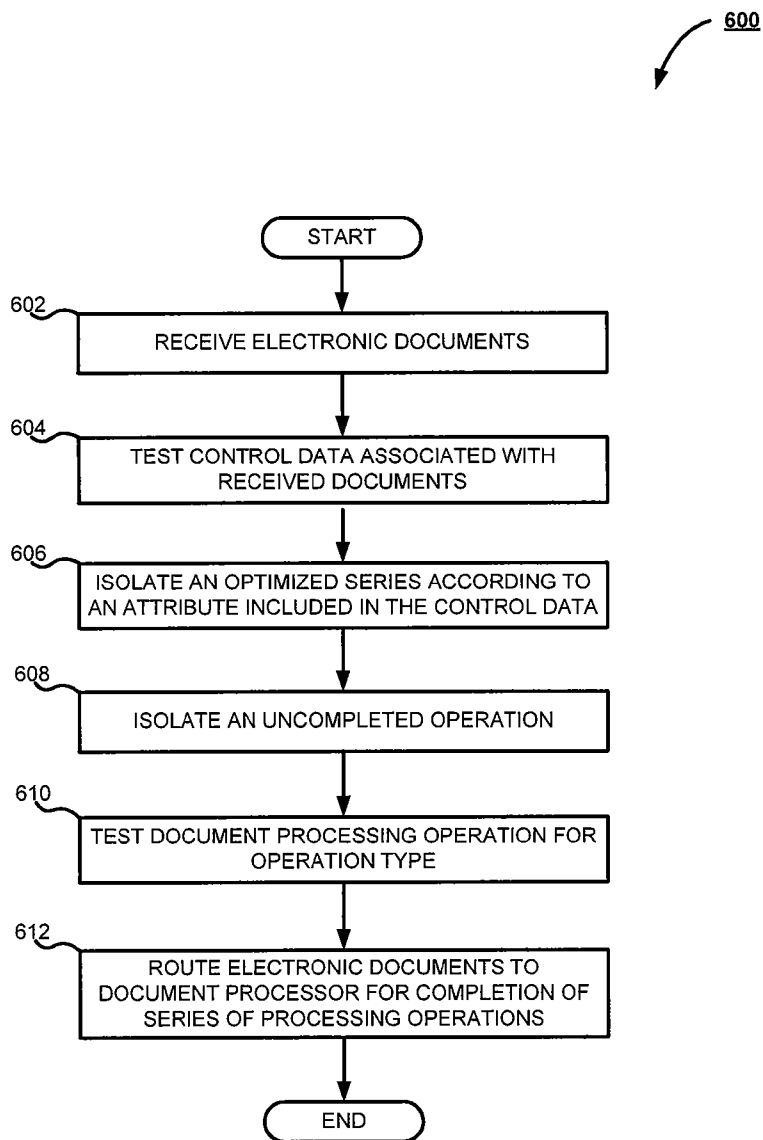 600
START
602
RECEIVE ELECTRONIC DOCUMENTS
604
TEST CONTROL DATA ASSOCIATED WITH
RECEIVED DOCUMENTS
606
ISOLATE AN OPTIMIZED SERIES ACCORDING TO
AN ATTRIBUTE INCLUDED IN THE CONTROL DATA
608
ISOLATE AN UNCOMPLETED OPERATION
610
TEST DOCUMENT PROCESSING OPERATION FOR
OPERATION TYPE
612
ROUTE ELECTRONIC DOCUMENTS TO
DOCUMENT PROCESSOR FOR COMPLETION OF
SERIES OF PROCESSING OPERATIONS
END